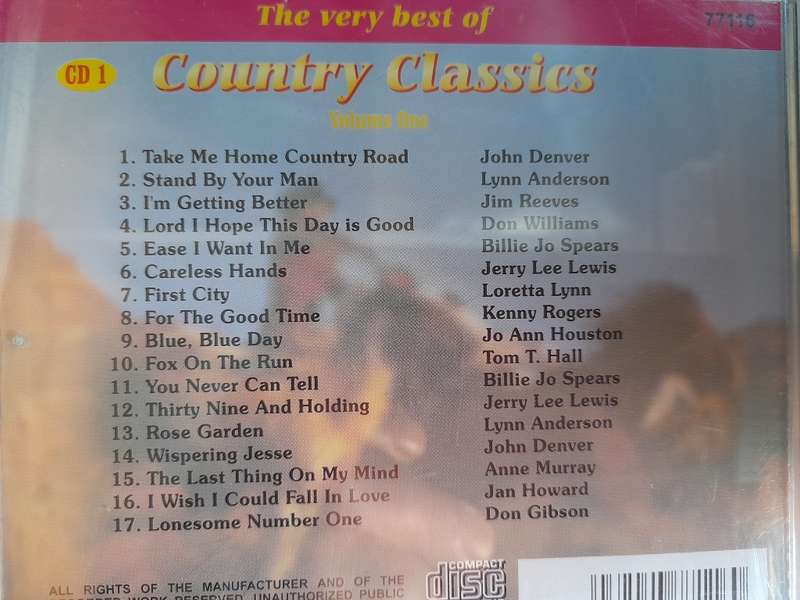 The very best of
77116
CD 1
Country Classics
Volume One
1. Take Me Home Country Road John Denver
2. Stand By Your Man Lynn Anderson
3. I'm Getting Better Jim Reeves
4. Lord I Hope This Day is Good Don Williams
5. Ease I Want In Me Billie Jo Spears
6. Careless Hands Jerry Lee Lewis
7. First City Loretta Lynn
8. For The Good Time Kenny Rogers
9. Blue, Blue Day Jo Ann Houston
10. Fox On The Run Tom T. Hall
11. You Never Can Tell Billie Jo Spears
12. Thirty Nine And Holding Jerry Lee Lewis
13. Rose Garden Lynn Anderson
14. Wispering Jesse John Denver
15. The Last Thing On My Mind Anne Murray
16. I Wish I Could Fall In Love Jan Howard
17. Lonesome Number One Don Gibson
ALL RIGHTS OF THE MANUFACTURER AND OF THE
WORK RESERVED. UNAUTHORIZED PUBLIC
COMPACT
disc